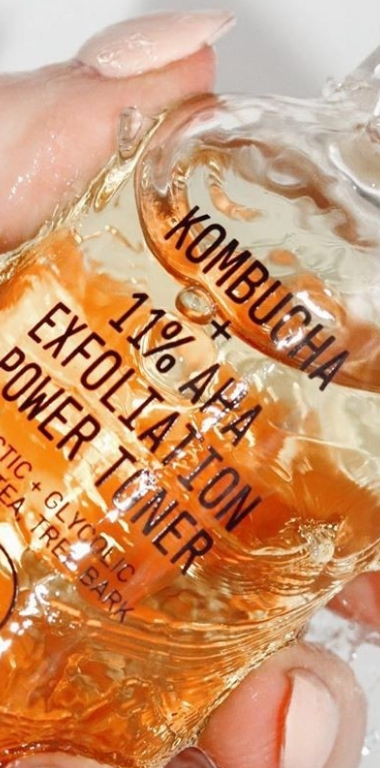 KOMBUCHA
+
11% AHA
EXFOLIATION
POWER TONER
CTIC + GLYCOLIC
TEA TREE BARK